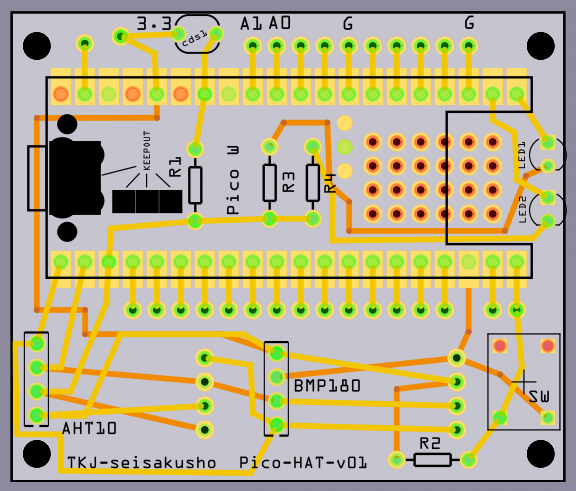 3.3 A1 A0 G G
cds1
KEEPOUT
R1
Pico W
R3
R4
LED1
LED2
BMP180
SW
AHT10
R2
TKJ-seisakusho Pico-HAT-v01